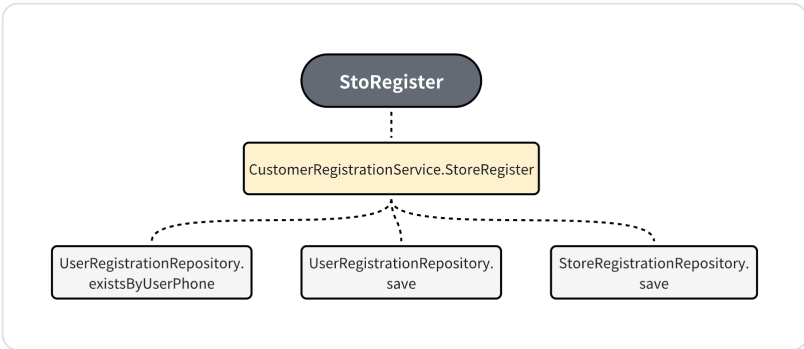 StoRegister
CustomerRegistrationService.StoreRegister
UserRegistrationRepository.
existsByUserPhone
UserRegistrationRepository.
save
StoreRegistrationRepository.
save